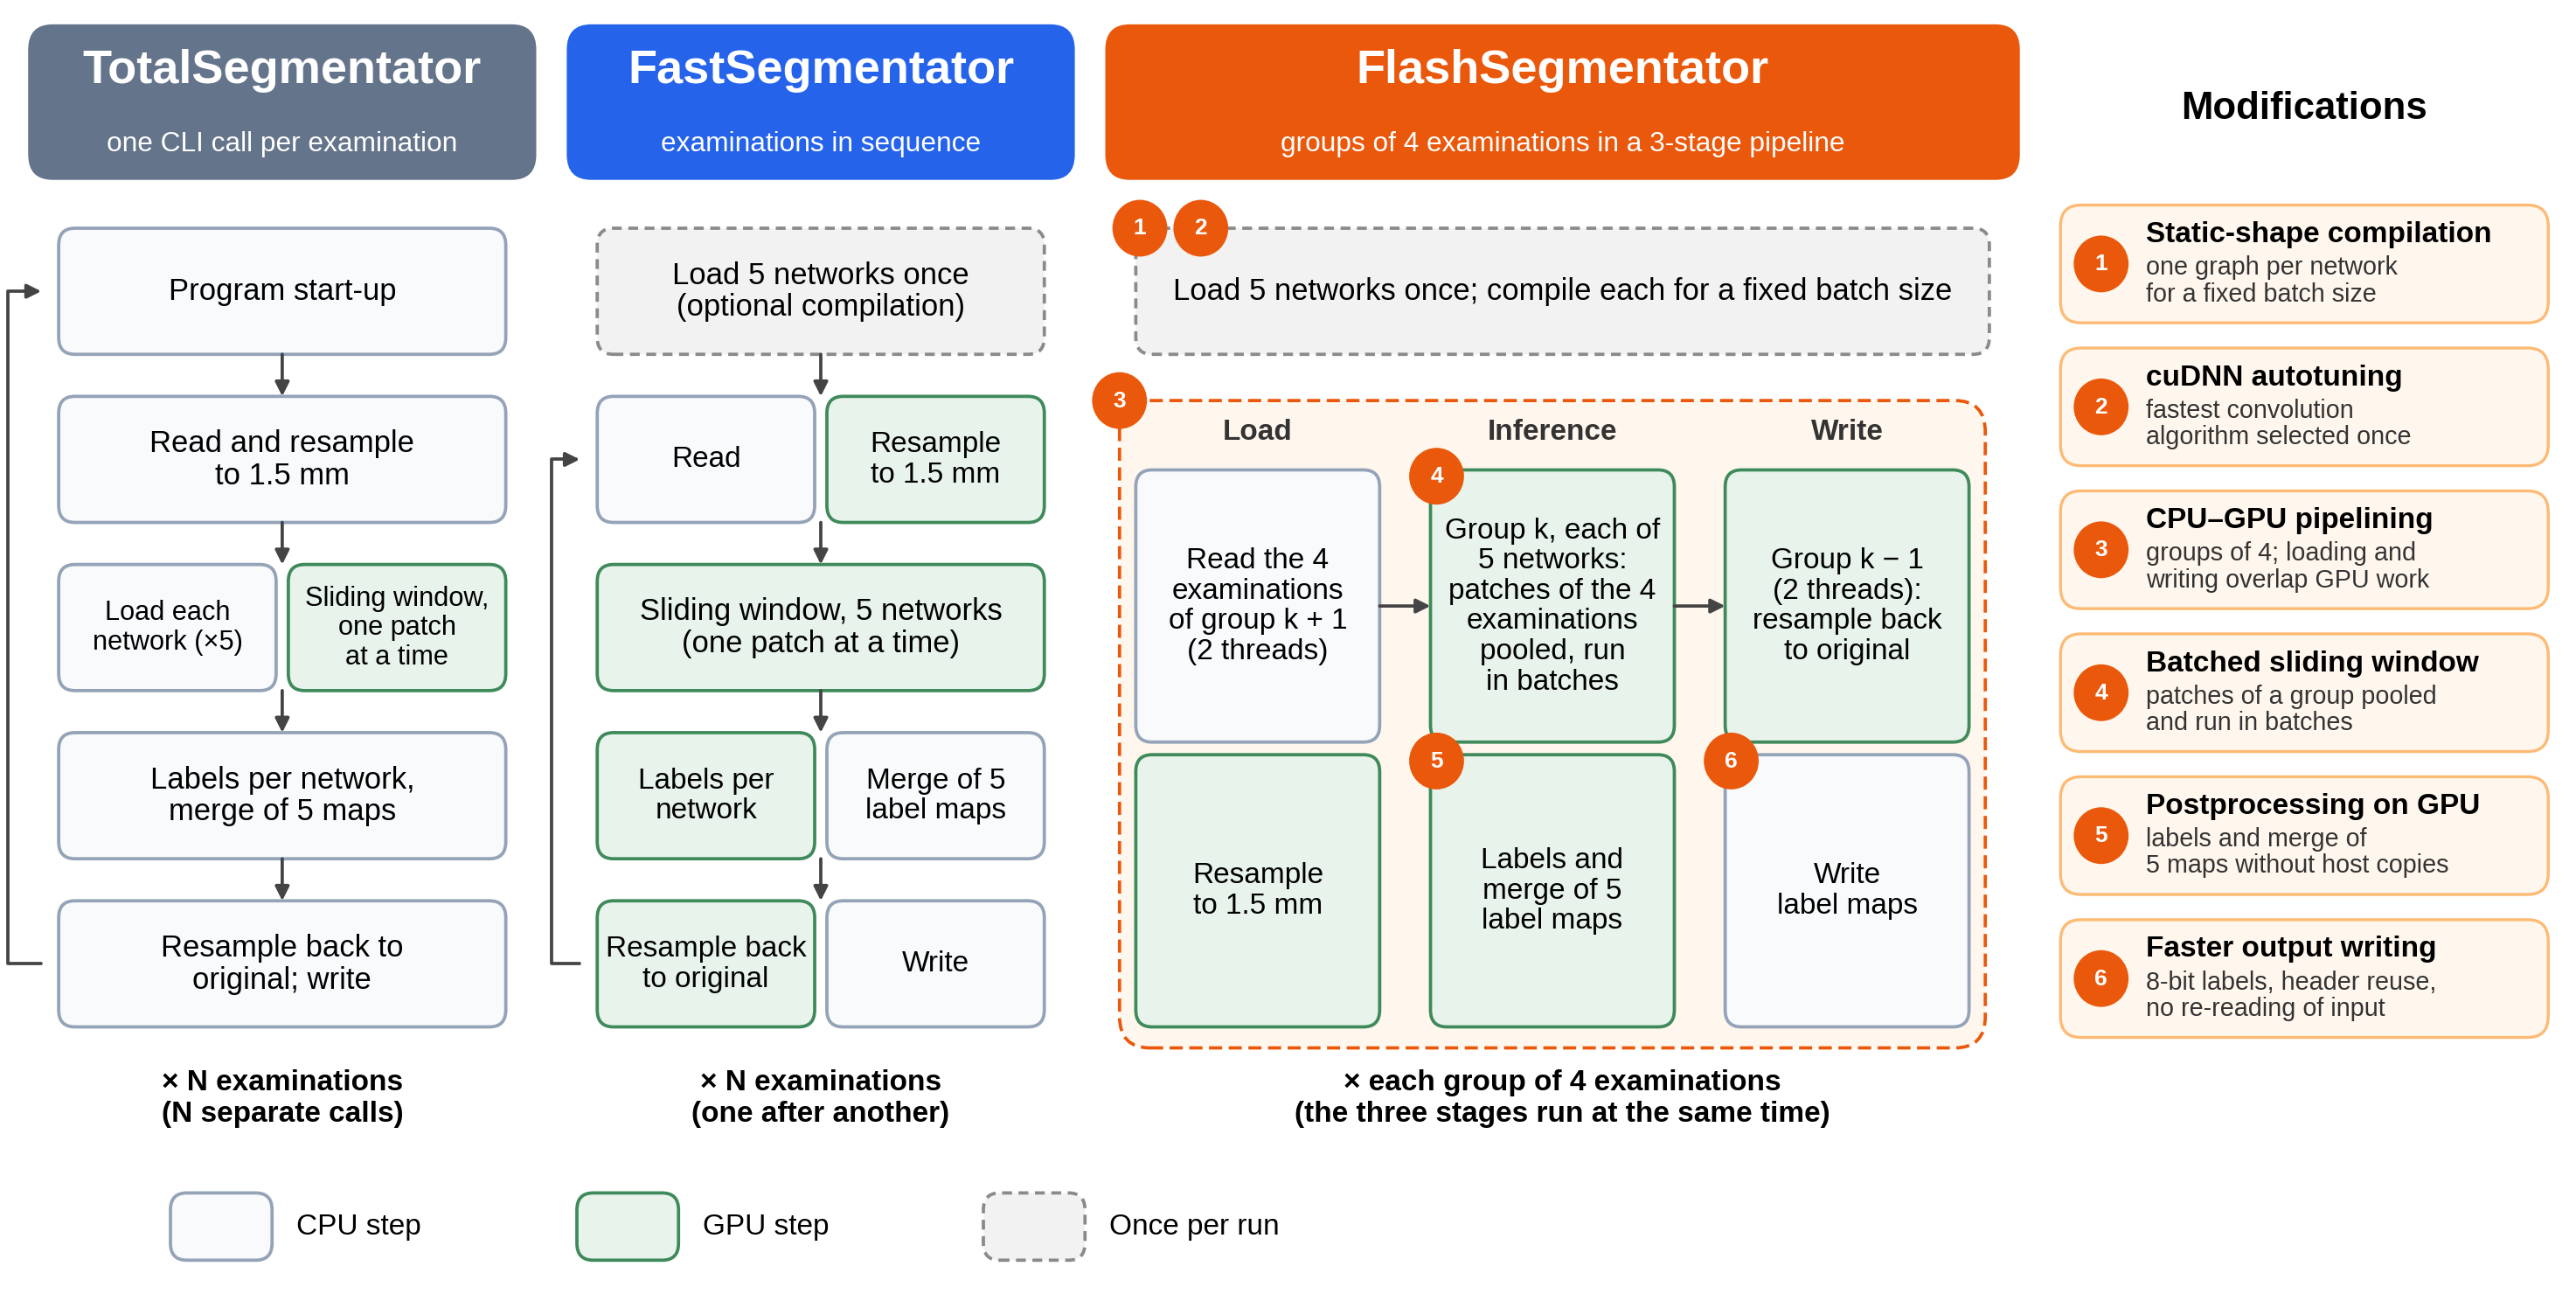 TotalSegmentator
one CLI call per examination
FastSegmentator
examinations in sequence
FlashSegmentator
groups of 4 examinations in a 3-stage pipeline
Modifications
Program start-up
Read and resample
to 1.5 mm
Load each
network (×5)
Sliding window,
one patch
at a time
Labels per network,
merge of 5 maps
Resample back to
original; write
× N examinations
(N separate calls)
Load 5 networks once
(optional compilation)
Read
Resample
to 1.5 mm
Sliding window, 5 networks
(one patch at a time)
Labels per
network
Merge of 5
label maps
Resample back
to original
Write
× N examinations
(one after another)
1
2
Load 5 networks once; compile each for a fixed batch size
3
Load
Inference
Write
Read the 4
examinations
of group k + 1
(2 threads)
4
Group k, each of
5 networks:
patches of the 4
examinations
pooled, run
in batches
Group k − 1
(2 threads):
resample back
to original
Resample
to 1.5 mm
5
Labels and
merge of 5
label maps
6
Write
label maps
× each group of 4 examinations
(the three stages run at the same time)
1
Static-shape compilation
one graph per network
for a fixed batch size
2
cuDNN autotuning
fastest convolution
algorithm selected once
3
CPU–GPU pipelining
groups of 4; loading and
writing overlap GPU work
4
Batched sliding window
patches of a group pooled
and run in batches
5
Postprocessing on GPU
labels and merge of
5 maps without host copies
6
Faster output writing
8-bit labels, header reuse,
no re-reading of input
CPU step
GPU step
Once per run